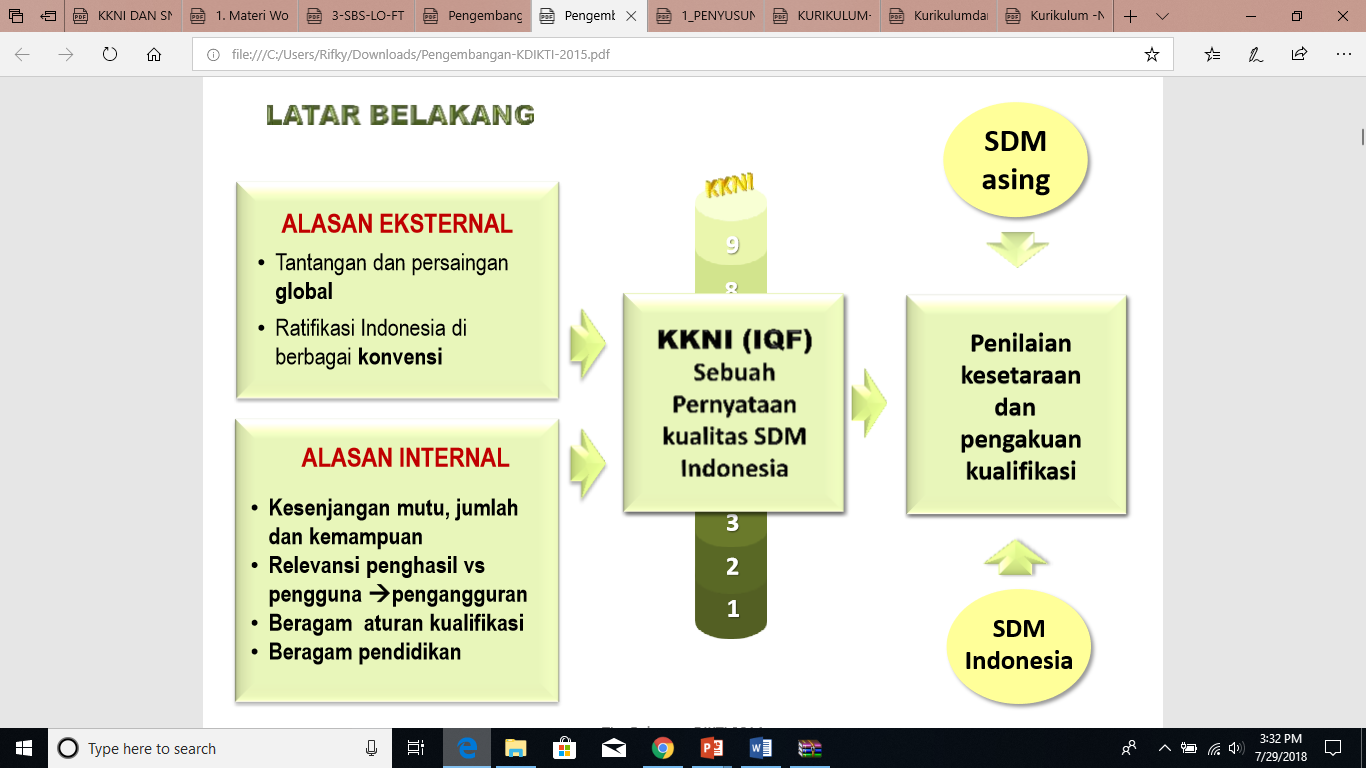 KKNI DAN SN
1. Materi Wo
3-SBS-LO-FT
Pengembang
Pengemb
1_PENYUSUN
KURIKULUM-
Kurikulumdan
Kurikulum -N
file:///C:/Users/Rifky/Downloads/Pengembangan-KDIKTI-2015.pdf
LATAR BELAKANG
ALASAN EKSTERNAL
• Tantangan dan persaingan
global
• Ratifikasi Indonesia di
berbagai konvensi
ALASAN INTERNAL
• Kesenjangan mutu, jumlah
dan kemampuan
• Relevansi penghasil vs
pengguna →pengangguran
• Beragam aturan kualifikasi
• Beragam pendidikan
KKNI
9
8
KKNI (IQF)
Sebuah
Pernyataan
kualitas SDM
Indonesia
3
2
1
SDM
asing
Penilaian
kesetaraan
dan
pengakuan
kualifikasi
SDM
Indonesia
Type here to search
3:32 PM
7/29/2018